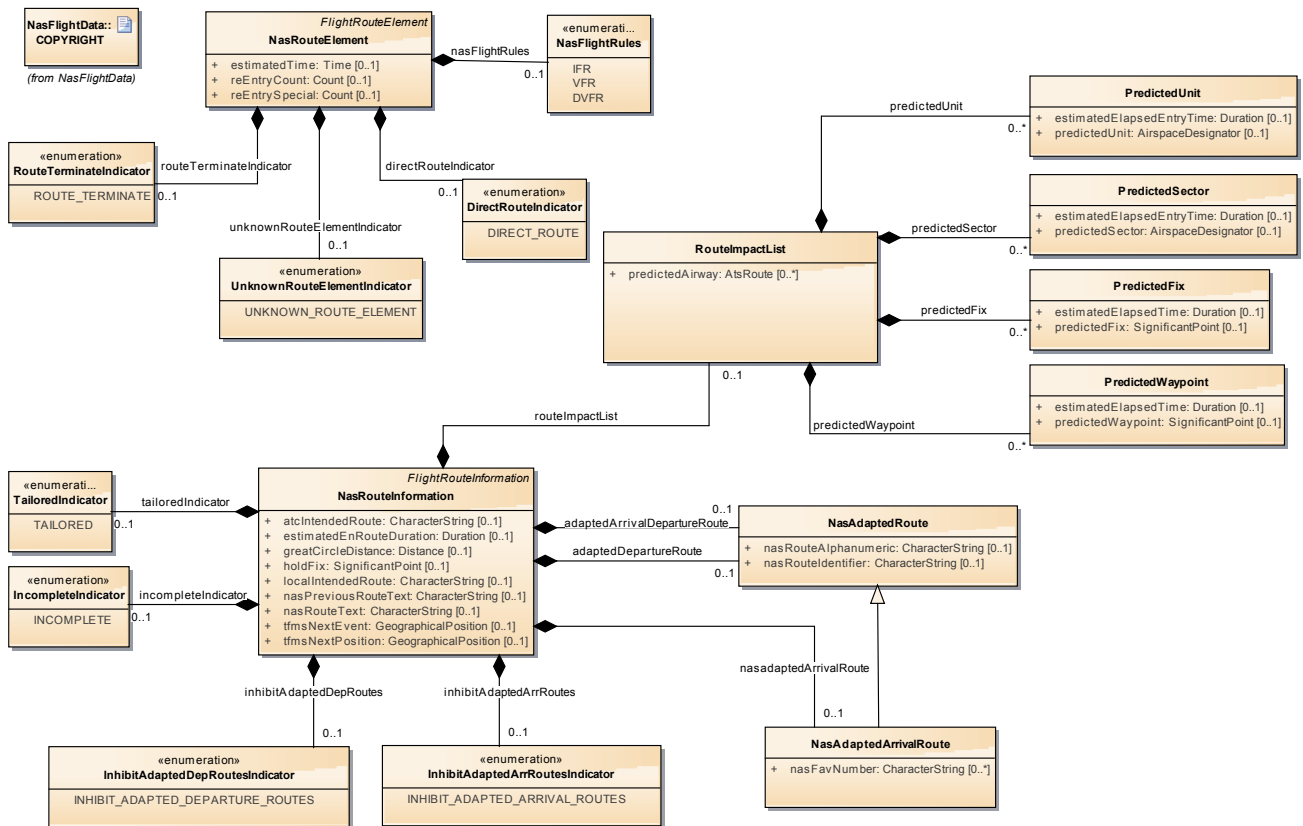 NasFlightData::
COPYRIGHT
(from NasFlightData)
FlightRouteElement
NasRouteElement
+ estimatedTime: Time [0..1]
+ reEntryCount: Count [0..1]
+ reEntrySpecial: Count [0..1]
nasFlightRules
0..1
«enumerati...
NasFlightRules
IFR
VFR
DVFR
«enumeration»
RouteTerminateIndicator
ROUTE_TERMINATE
routeTerminateIndicator
0..1
directRouteIndicator
0..1
«enumeration»
DirectRouteIndicator
DIRECT_ROUTE
unknownRouteElementIndicator
0..1
«enumeration»
UnknownRouteElementIndicator
UNKNOWN_ROUTE_ELEMENT
predictedUnit
0..*
PredictedUnit
+ estimatedElapsedEntryTime: Duration [0..1]
+ predictedUnit: AirspaceDesignator [0..1]
RouteImpactList
+ predictedAirway: AtsRoute [0..*]
predictedSector
0..*
PredictedSector
+ estimatedElapsedEntryTime: Duration [0..1]
+ predictedSector: AirspaceDesignator [0..1]
predictedFix
0..*
PredictedFix
+ estimatedElapsedTime: Duration [0..1]
+ predictedFix: SignificantPoint [0..1]
predictedWaypoint
0..*
PredictedWaypoint
+ estimatedElapsedTime: Duration [0..1]
+ predictedWaypoint: SignificantPoint [0..1]
0..1
routeImpactList
FlightRouteInformation
NasRouteInformation
+ atcIntendedRoute: CharacterString [0..1]
+ estimatedEnRouteDuration: Duration [0..1]
+ greatCircleDistance: Distance [0..1]
+ holdFix: SignificantPoint [0..1]
+ localIntendedRoute: CharacterString [0..1]
+ nasPreviousRouteText: CharacterString [0..1]
+ nasRouteText: CharacterString [0..1]
+ tfmsNextEvent: GeographicalPosition [0..1]
+ tfmsNextPosition: GeographicalPosition [0..1]
«enumerati...
TailoredIndicator
TAILORED
tailoredIndicator
0..1
«enumeration»
IncompleteIndicator
INCOMPLETE
incompleteIndicator
0..1
adaptedArrivalDepartureRoute
0..1
adaptedDepartureRoute
0..1
NasAdaptedRoute
+ nasRouteAlphanumeric: CharacterString [0..1]
+ nasRouteIdentifier: CharacterString [0..1]
nasadaptedArrivalRoute
0..1
NasAdaptedArrivalRoute
+ nasFavNumber: CharacterString [0..*]
inhibitAdaptedDepRoutes
0..1
«enumeration»
InhibitAdaptedDepRoutesIndicator
INHIBIT_ADAPTED_DEPARTURE_ROUTES
inhibitAdaptedArrRoutes
0..1
«enumeration»
InhibitAdaptedArrRoutesIndicator
INHIBIT_ADAPTED_ARRIVAL_ROUTES